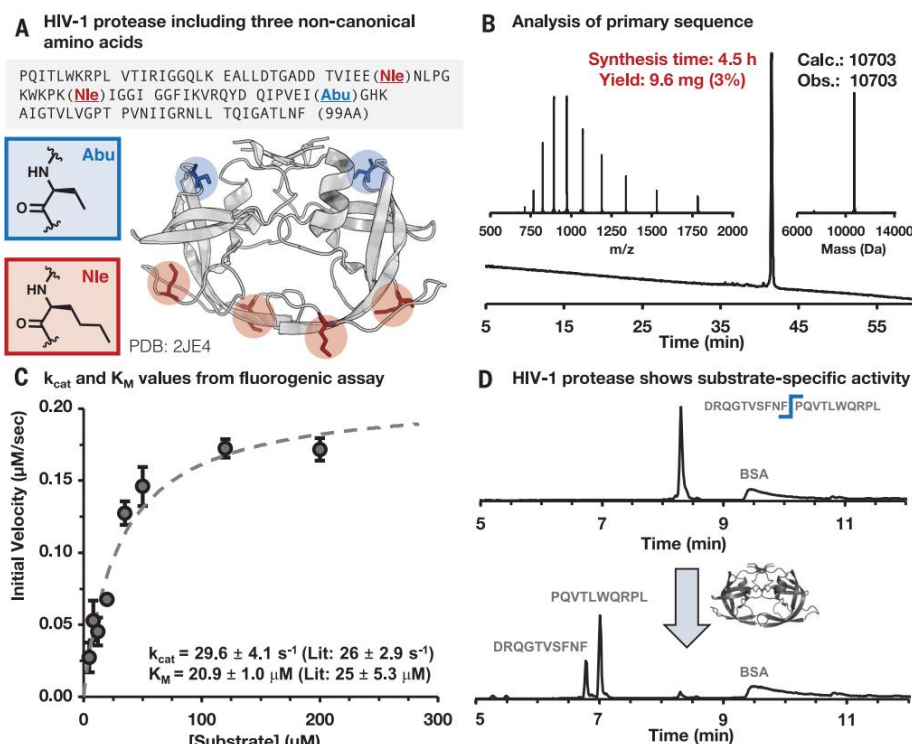 A HIV-1 protease including three non-canonical
amino acids
PQITLWKRPL VTIRIGGQLK EALLDTGADD TVIEE(Nle)NLPG
KWKPK(Nle)IGGI GGFIKVRQYD QIPVEI(Abu)GHK
AIGTVLVGPT PVNIIGRNLL TQIGATLNF (99AA)
Abu
HN
O
Nle
HN
O
PDB: 2JE4
B Analysis of primary sequence
Synthesis time: 4.5 h
Yield: 9.6 mg (3%)
Calc.: 10703
Obs.: 10703
500 750 1000 1250 1500 1750 2000
m/z
6000 10000 14000
Mass (Da)
5 15 25 35 45 55
Time (min)
C kcat and KM values from fluorogenic assay
Initial Velocity (µM/sec)
0.20
0.15
0.10
0.05
0.00
kcat = 29.6 ± 4.1 s-1 (Lit: 26 ± 2.9 s-1)
KM = 20.9 ± 1.0 µM (Lit: 25 ± 5.3 µM)
0 100 200 300
[Substrate] (µM)
D HIV-1 protease shows substrate-specific activity
DRQGTVSFNF PQVTLWQRPL
BSA
5 7 9 11
Time (min)
PQVTLWQRPL
DRQGTVSFNF
BSA
5 7 9 11
Time (min)